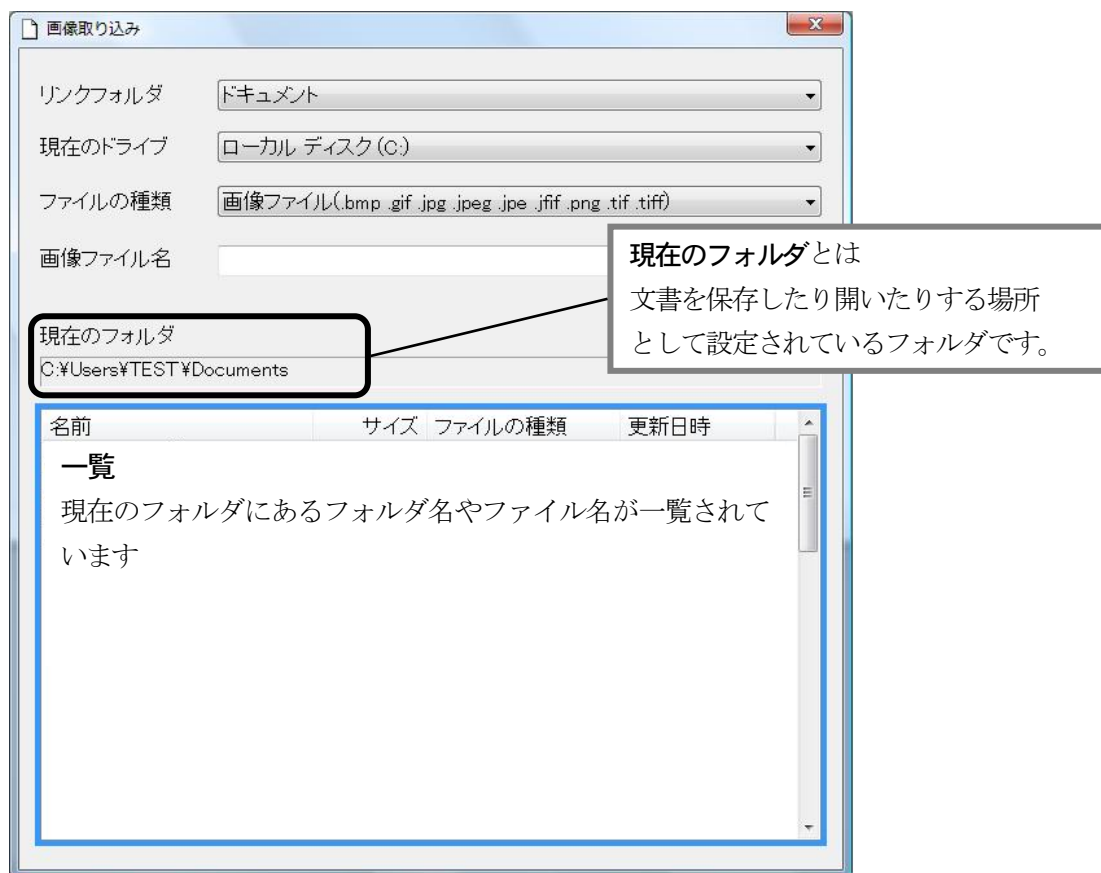 画像取り込み
リンクフォルダ ドキュメント
現在のドライブ ローカル ディスク (C:)
ファイルの種類 画像ファイル(.bmp .gif .jpg .jpeg .jpe .jfif .png .tif .tiff)
画像ファイル名
現在のフォルダとは
文書を保存したり開いたりする場所
として設定されているフォルダです。
現在のフォルダ
C:¥Users¥TEST¥Documents
名前 サイズ ファイルの種類 更新日時
一覧
現在のフォルダにあるフォルダ名やファイル名が一覧されて
います